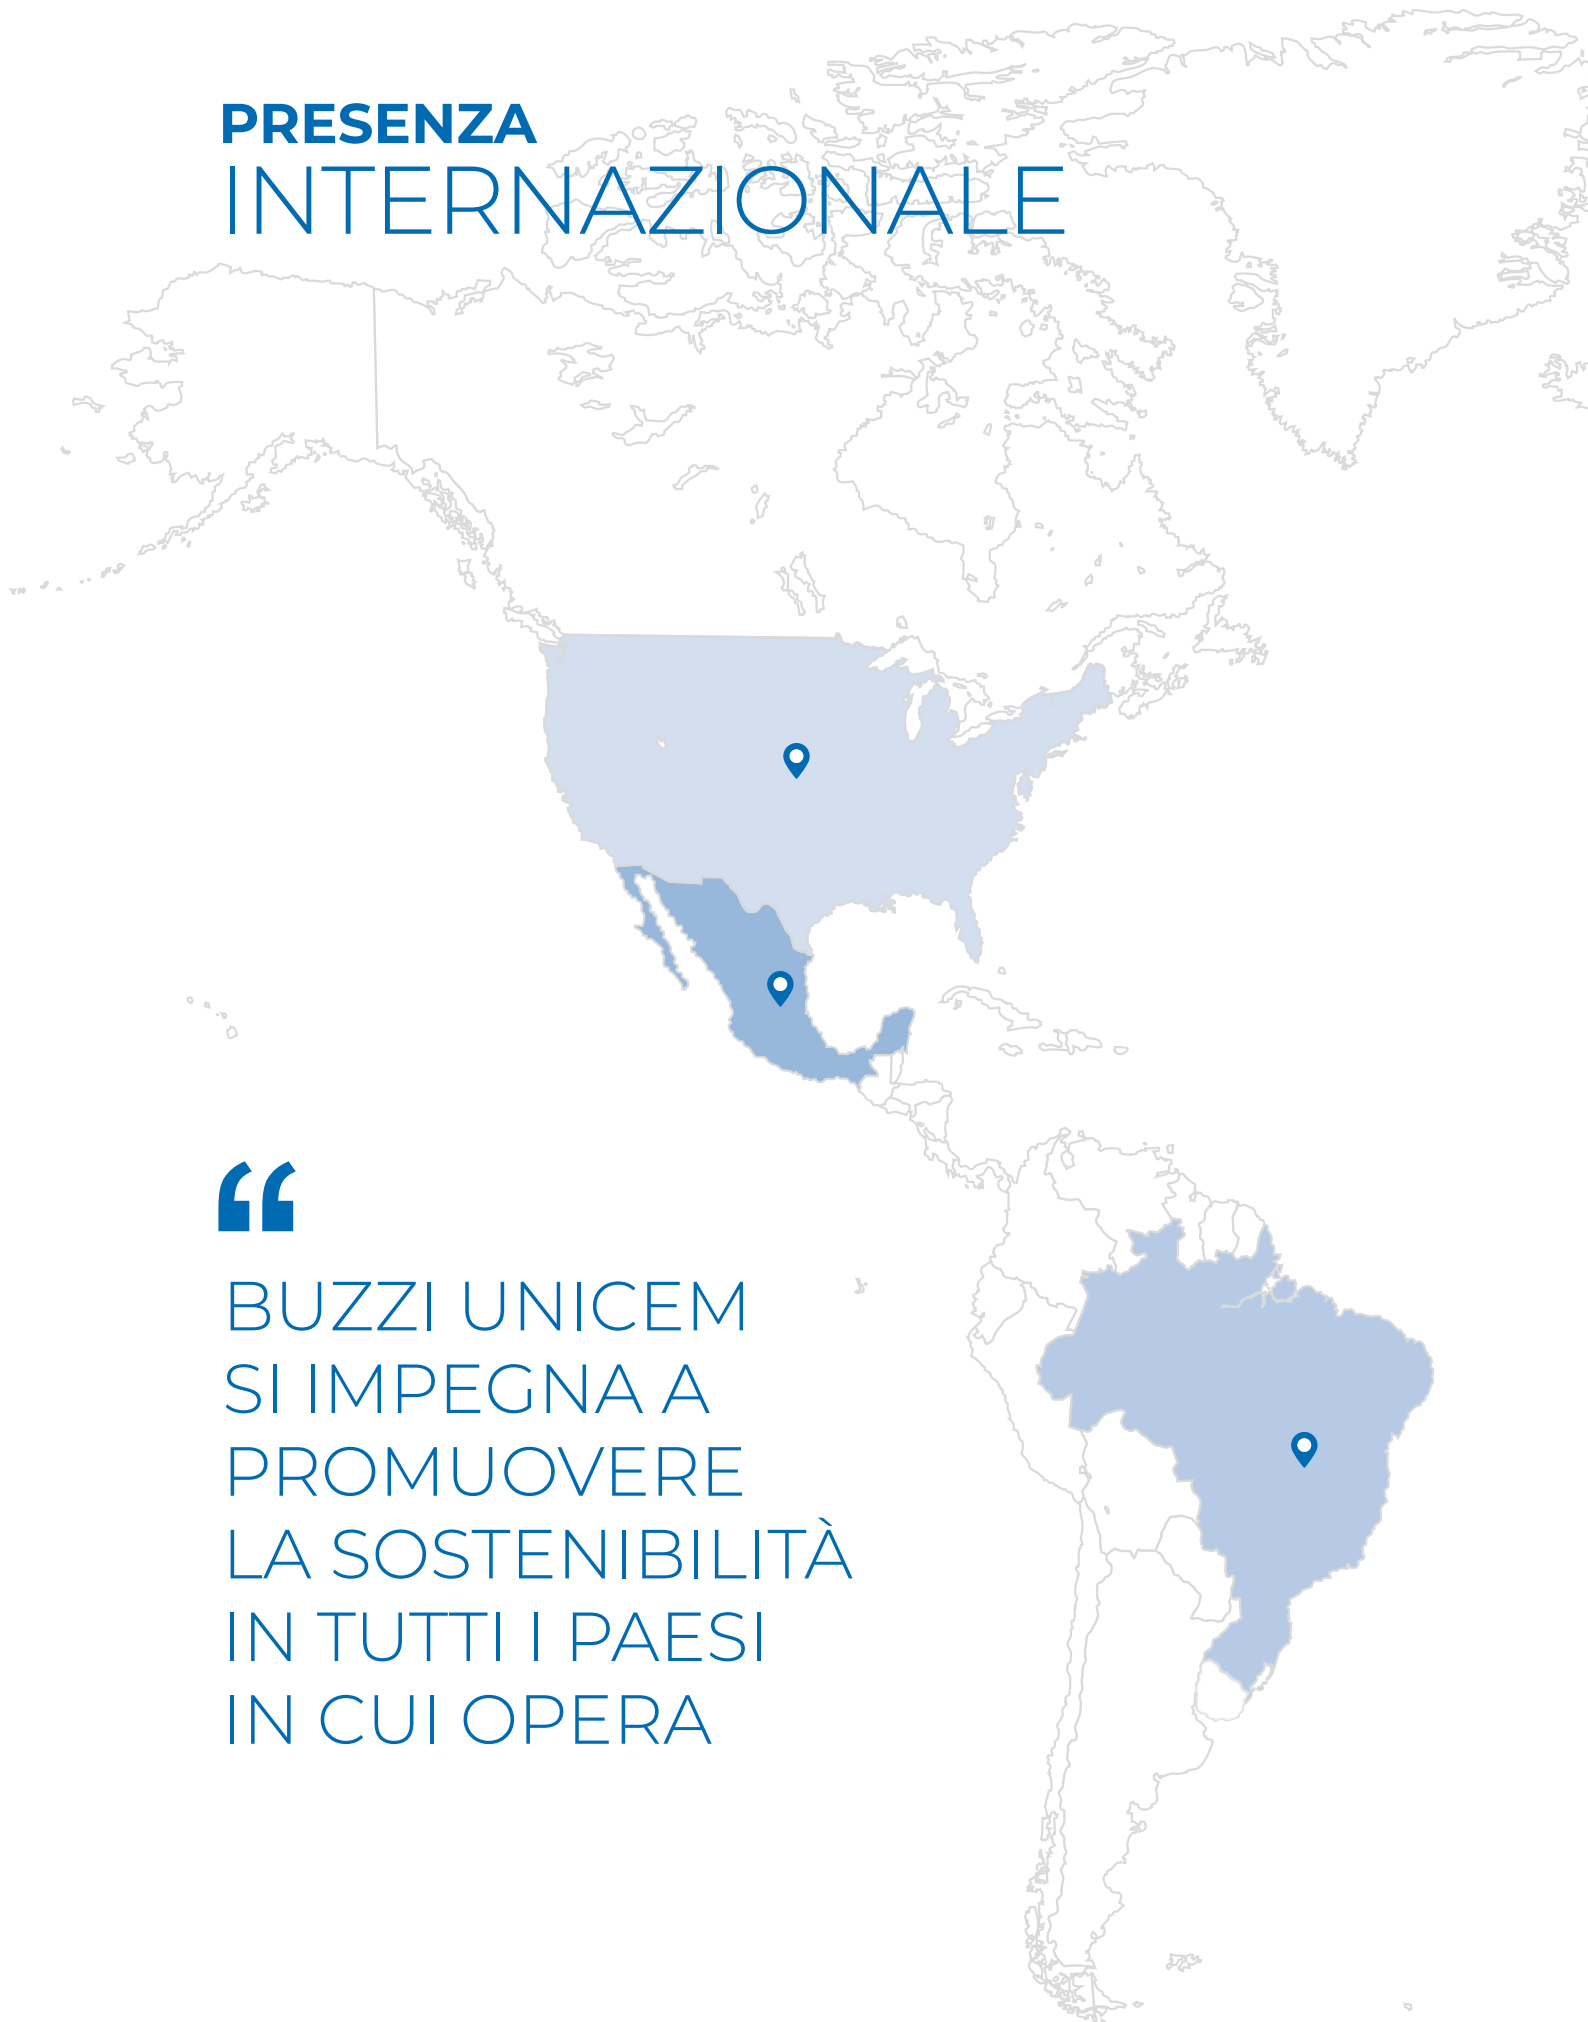 PRESENZA
INTERNAZIONALE
“
BUZZI UNICEM
SI IMPEGNA A
PROMUOVERE
LA SOSTENIBILITÀ
IN TUTTI I PAESI
IN CUI OPERA